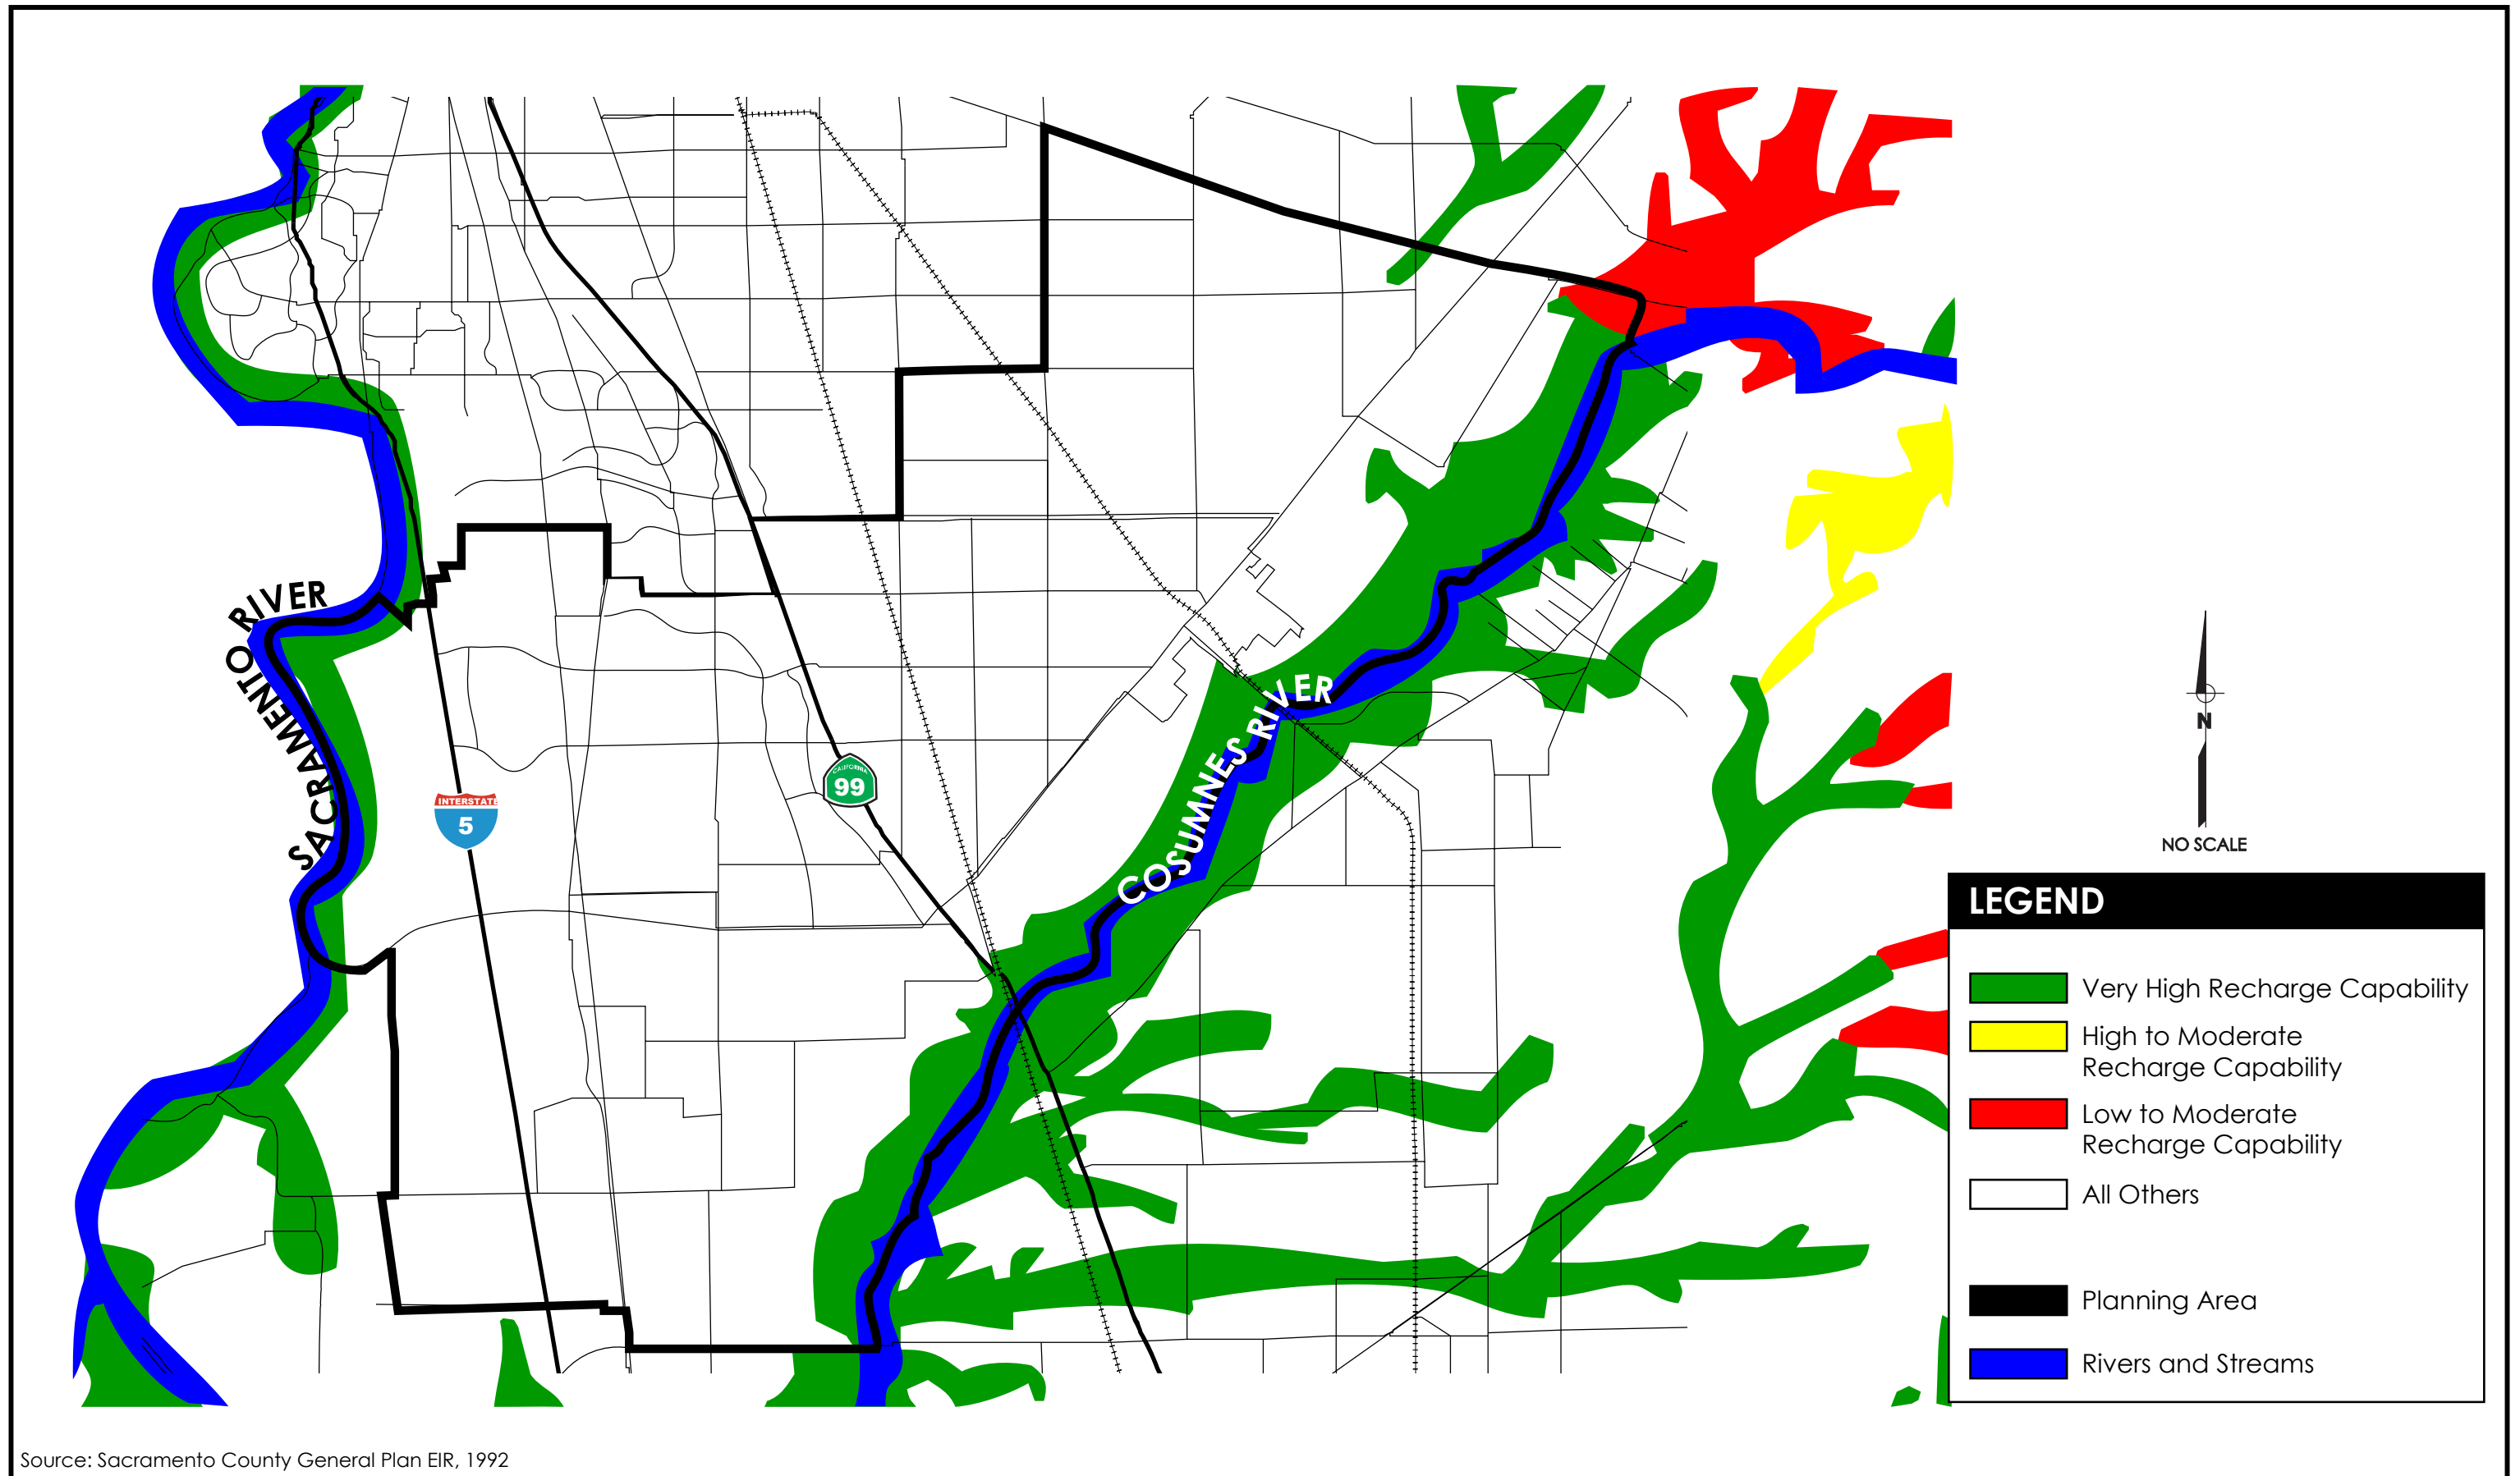 SACRAMENTO RIVER
INTERSTATE
5
CALIFORNIA
99
COSUMNES RIVER
N
NO SCALE
LEGEND
Very High Recharge Capability
High to Moderate
Recharge Capability
Low to Moderate
Recharge Capability
All Others
Planning Area
Rivers and Streams
Source: Sacramento County General Plan EIR, 1992